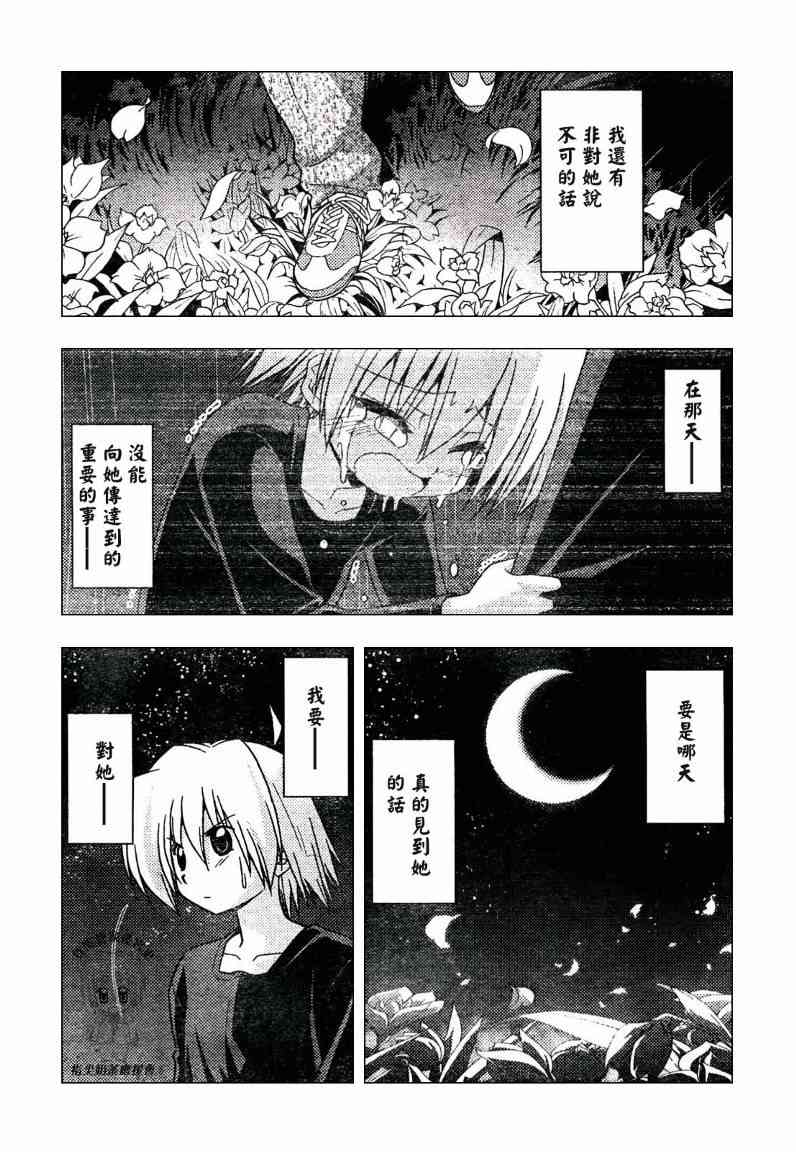 我還有
非對她說
不可的話
在那天——
沒能
向她傳達到的
重要的事——
要是哪天
真的見到她
的話
我要——
對她——